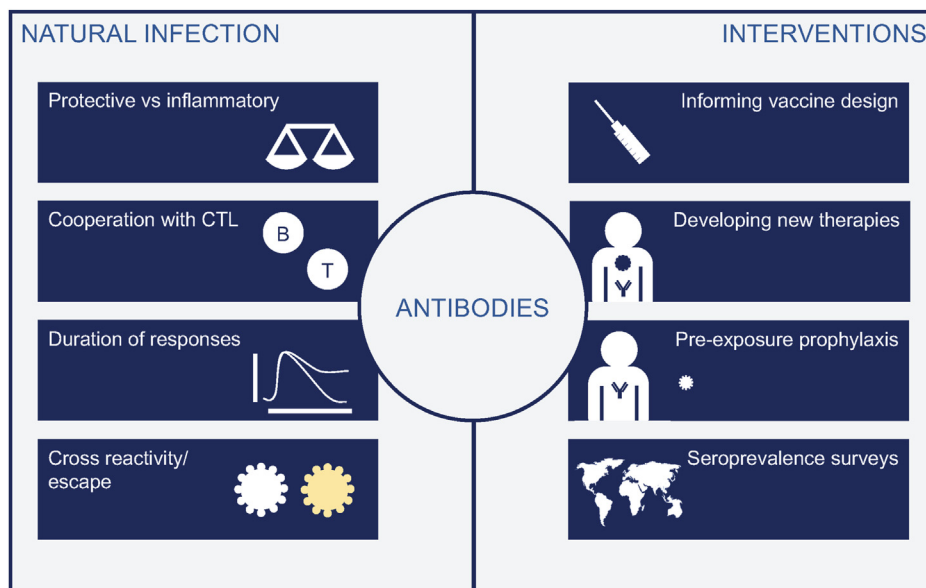 NATURAL INFECTION
Protective vs inflammatory
Cooperation with CTL
B
T
Duration of responses
Cross reactivity/
escape
ANTIBODIES
INTERVENTIONS
Informing vaccine design
Developing new therapies
Pre-exposure prophylaxis
Seroprevalence surveys